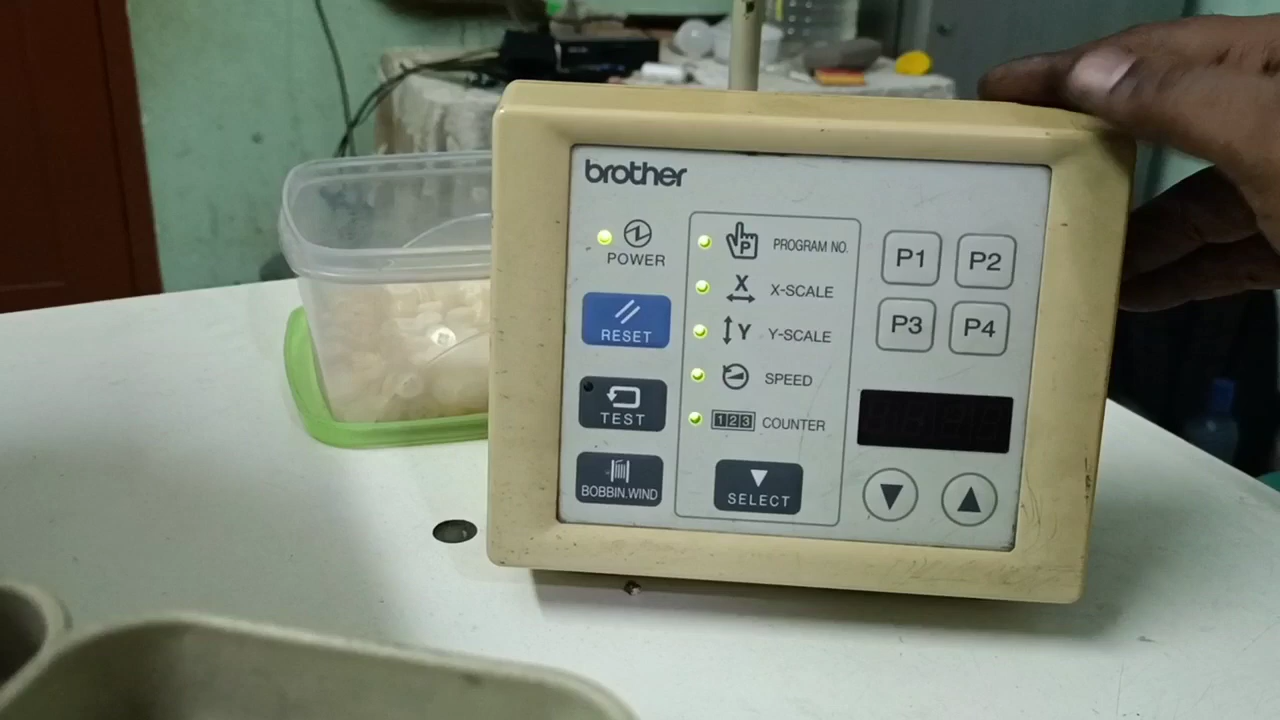 brother
POWER
RESET
TEST
BOBBIN.WIND
P PROGRAM NO.
X X-SCALE
Y Y-SCALE
SPEED
123 COUNTER
SELECT
P1 P2
P3 P4